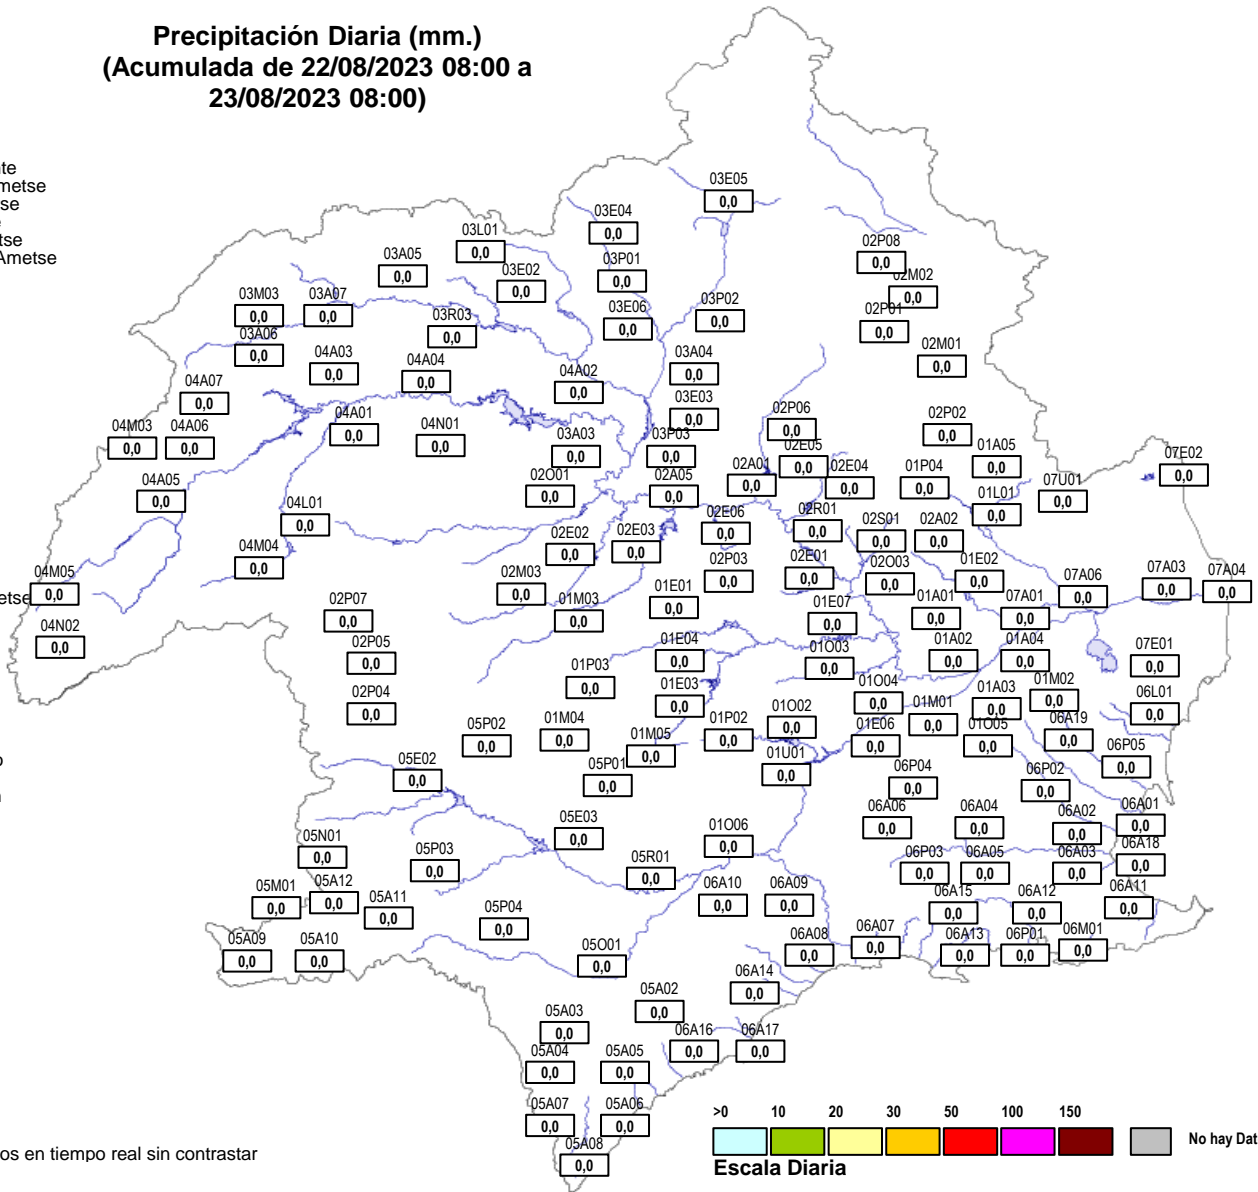 Precipitación Diaria (mm.)
(Acumulada de 22/08/2023 08:00 a
23/08/2023 08:00)
te
metse
se
tse
Ametse
03E05
0,0
03E04
0,0
03L01
0,0
03P01
0,0
02P08
0,0
03A05
0,0
03E02
0,0
02M02
0,0
03M03
0,0
03A07
0,0
03P02
0,0
03E06
0,0
02P01
0,0
03R03
0,0
03A06
0,0
04A03
0,0
02M01
0,0
04A04
0,0
03A04
0,0
04A02
0,0
04A07
0,0
03E03
0,0
04A01
0,0
02P06
0,0
02P02
0,0
04M03
0,0
04A06
0,0
04N01
0,0
03A03
0,0
03P03
0,0
02E05
0,0
01A05
0,0
07E02
0,0
02A01
0,0
02E04
0,0
01P04
0,0
04A05
0,0
02O01
0,0
02A05
0,0
07U01
0,0
01L01
0,0
04L01
0,0
02E06
0,0
02R01
0,0
02S01
0,0
02A02
0,0
02E02
0,0
02E03
0,0
04M04
0,0
02P03
0,0
02E01
0,0
02O03
0,0
01E02
0,0
04M05
0,0
etse
02M03
0,0
07A06
0,0
07A03
0,0
07A04
0,0
01E01
0,0
02P07
0,0
01M03
0,0
01E07
0,0
01A01
0,0
07A01
0,0
04N02
0,0
02P05
0,0
01E04
0,0
01O03
0,0
01A02
0,0
01A04
0,0
07E01
0,0
01P03
0,0
02P04
0,0
01E03
0,0
01O04
0,0
01A03
0,0
01M02
0,0
06L01
0,0
05P02
0,0
01M04
0,0
01M05
0,0
01P02
0,0
01O02
0,0
01E06
0,0
01M01
0,0
01O05
0,0
06A19
0,0
06P05
0,0
05E02
0,0
05P01
0,0
01U01
0,0
06P04
0,0
06P02
0,0
05E03
0,0
01O06
0,0
06A06
0,0
06A04
0,0
06A02
0,0
06A01
0,0
05N01
0,0
05P03
0,0
05R01
0,0
06P03
0,0
06A05
0,0
06A03
0,0
06A18
0,0
05M01
0,0
05A12
0,0
05A11
0,0
06A10
0,0
06A09
0,0
06A15
0,0
06A12
0,0
06A11
0,0
05P04
0,0
05A09
0,0
05A10
0,0
05O01
0,0
06A08
0,0
06A07
0,0
06A13
0,0
06P01
0,0
06M01
0,0
06A14
0,0
05A02
0,0
05A03
0,0
06A16
0,0
06A17
0,0
05A04
0,0
05A05
0,0
05A07
0,0
05A06
0,0
05A08
0,0
>0 10 20 30 50 100 150
No hay Dat
Escala Diaria
os en tiempo real sin contrastar